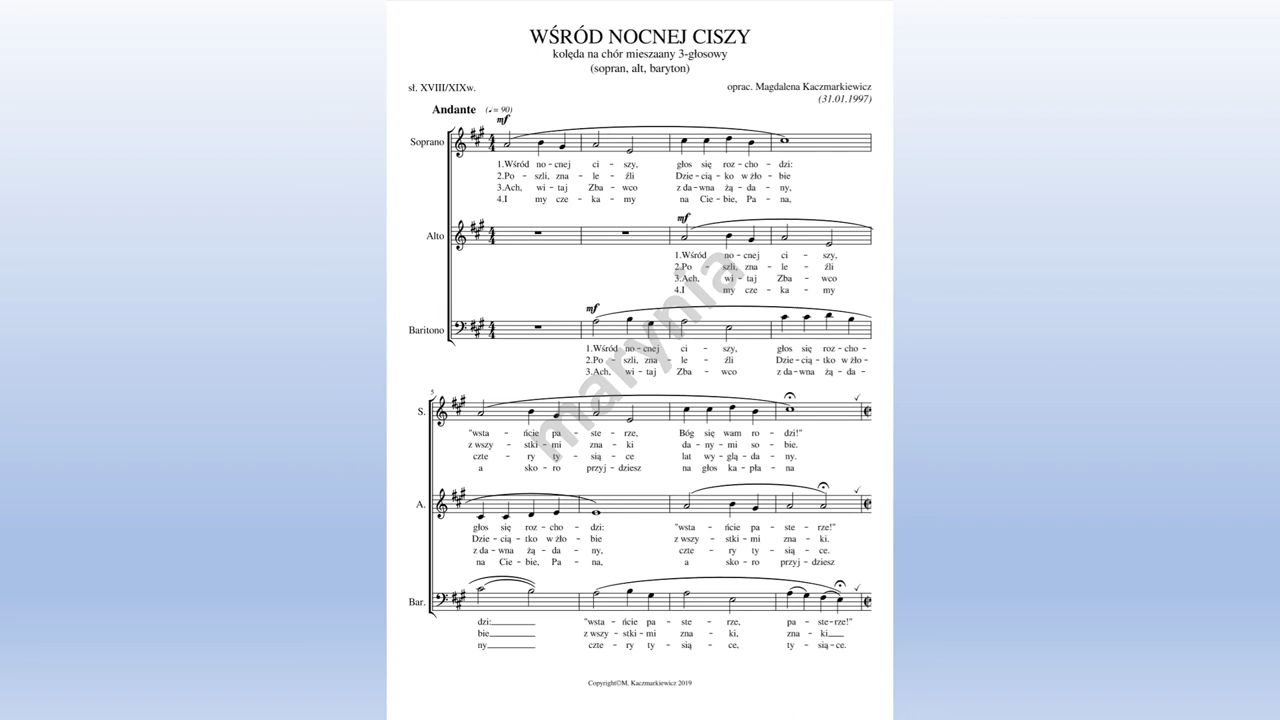 WŚRÓD NOCNEJ CISZY
kolęda na chór mieszaany 3-głosowy
(sopran, alt, baryton)
sł. XVIII/XIXw.
oprac. Magdalena Kaczmarkiewicz
(31.01.1997)
Andante (♩= 90)
mf
Soprano
1.Wśród no - cnej ci - szy, głos się roz - cho - dzi:
2.Po - szli, zna - le - źli Dzie - cią - ko w żło - bie
3.Ach, wi - taj Zba - wco z da - wna żą - da - ny,
4.I my cze - ka - my na Cie - bie, Pa - na,
mf
Alto
1.Wśród no - cnej ci - szy,
2.Po - szli, zna - le - źli
3.Ach, wi - taj Zba - wco
4.I my cze - ka - my
mf
Baritono
1.Wśród no - cnej ci - szy, głos się roz - cho -
2.Po - szli, zna - le - źli Dzie - cią - tko w żło -
3.Ach, wi - taj Zba - wco z da - wna żą - da -
marynia
5
S.
"wsta - ńcie pa - ste - rze, Bóg się wam ro - dzi!"
z wszy - stki - mi zna - ki da - ny - mi so - bie.
czte - ry ty - sią - ce lat wy - glą - da - ny.
a sko - ro przyj - dziesz na głos ka - pła - na
A.
głos się roz - cho - dzi: "wsta - ńcie pa - ste - rze!"
Dzie - cią - tko w żło - bie z wszy - stki - mi zna - ki.
z da - wna żą - da - ny, czte - ry ty - sią - ce.
na Cie - bie, Pa - na, a sko - ro przyj - dziesz
Bar.
dzi: "wsta - ńcie pa - ste - rze, pa - ste - rze!"
bie z wszy - stki - mi zna - ki, zna - ki
ny czte - ry ty - sią - ce, ty - sią - ce.
Copyright©M. Kaczmarkiewicz 2019